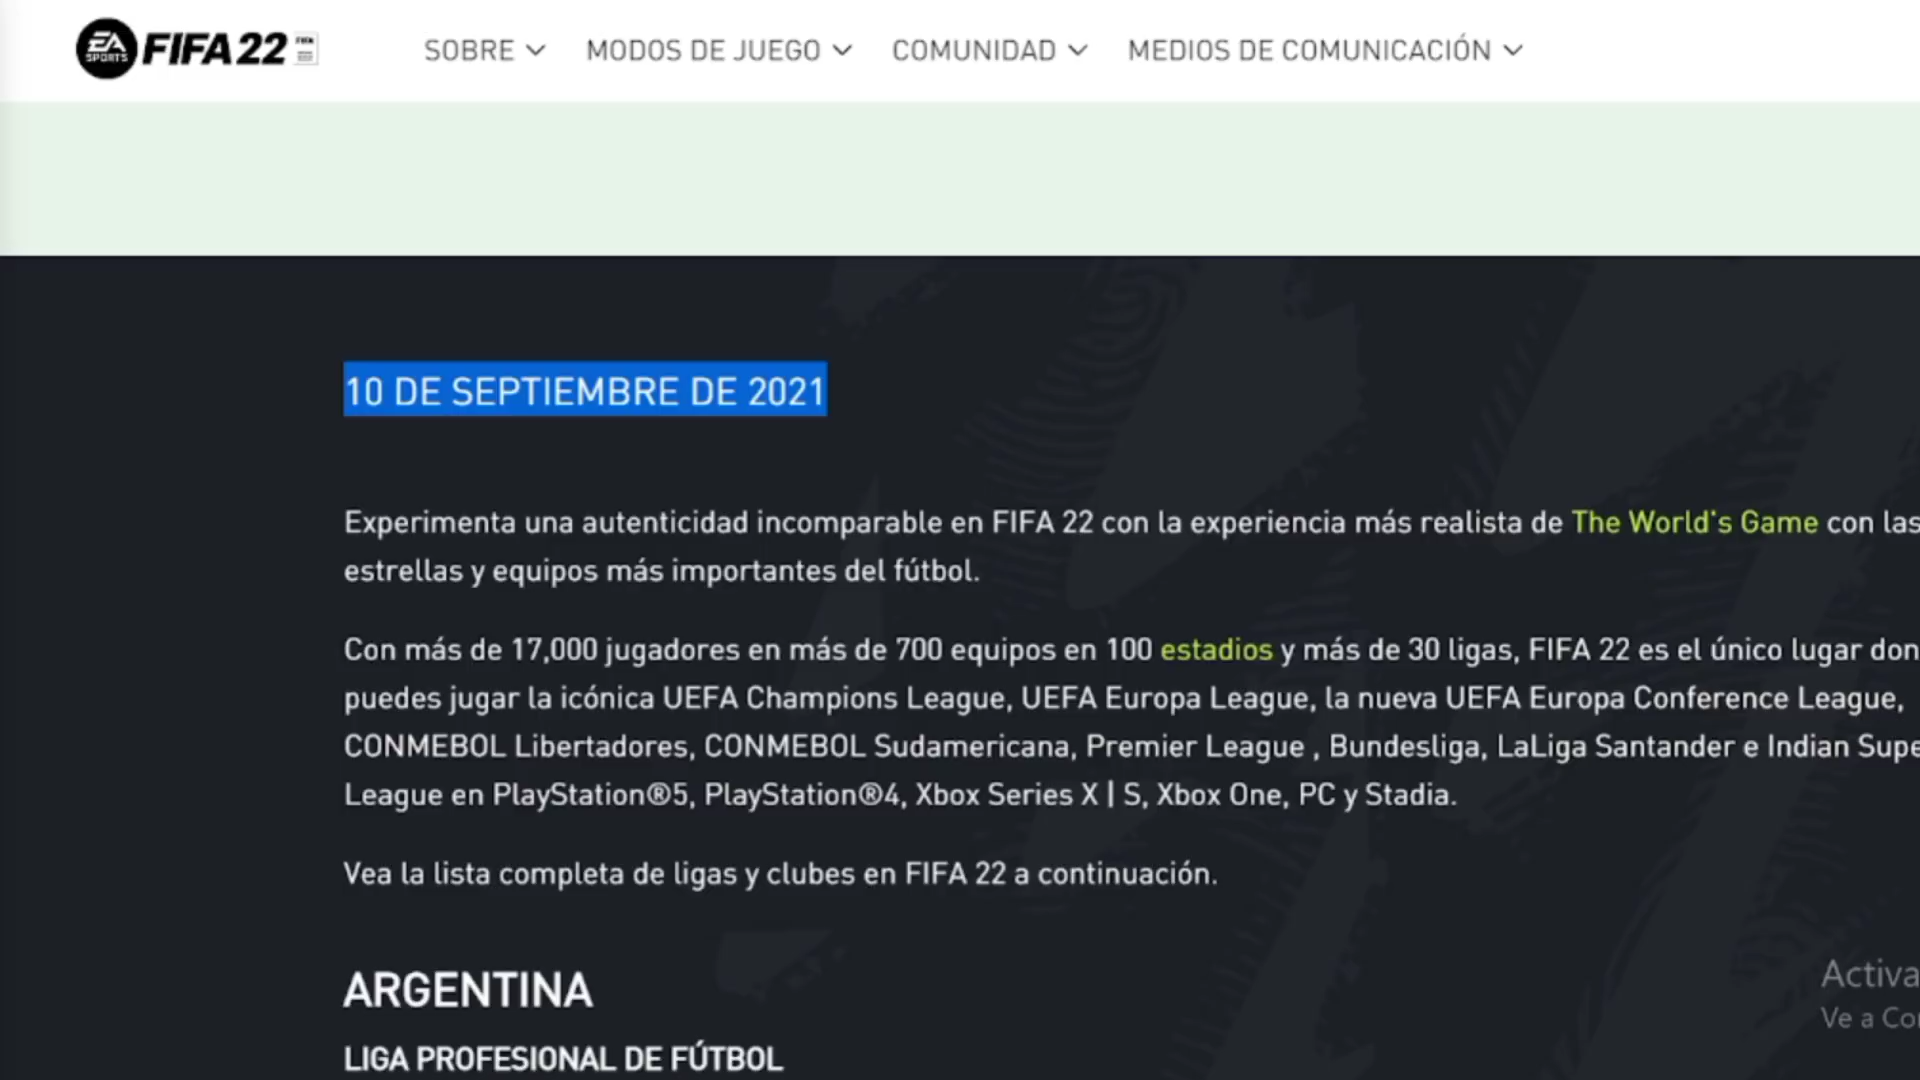 EA SPORTS FIFA 22 SOBRE MODOS DE JUEGO COMUNIDAD MEDIOS DE COMUNICACIÓN
10 DE SEPTIEMBRE DE 2021
Experimenta una autenticidad incomparable en FIFA 22 con la experiencia más realista de The World's Game con las
estrellas y equipos más importantes del fútbol.
Con más de 17,000 jugadores en más de 700 equipos en 100 estadios y más de 30 ligas, FIFA 22 es el único lugar don
puedes jugar la icónica UEFA Champions League, UEFA Europa League, la nueva UEFA Europa Conference League,
CONMEBOL Libertadores, CONMEBOL Sudamericana, Premier League , Bundesliga, LaLiga Santander e Indian Supe
League en PlayStation®5, PlayStation®4, Xbox Series X | S, Xbox One, PC y Stadia.
Vea la lista completa de ligas y clubes en FIFA 22 a continuación.
ARGENTINA
Activa
Ve a Co
LIGA PROFESIONAL DE FÚTBOL